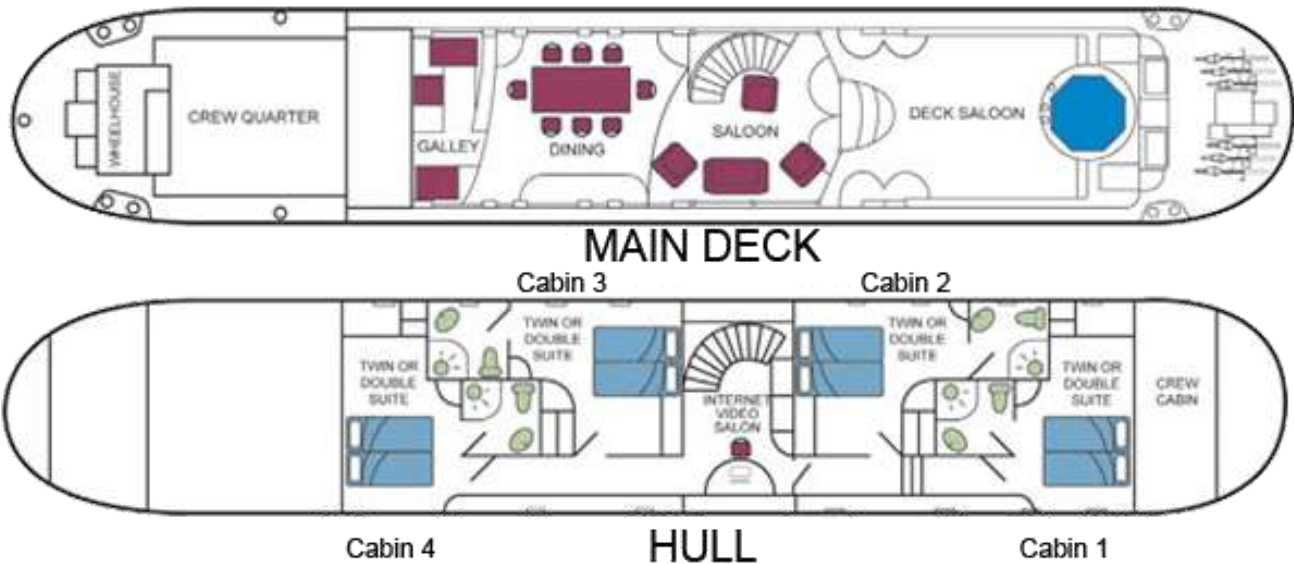 WHEELHOUSE
CREW QUARTER
GALLEY
DINING
SALOON
DECK SALOON
MAIN DECK
Cabin 3
Cabin 2
TWIN OR
DOUBLE
SUITE
TWIN OR
DOUBLE
SUITE
INTERNET
VIDEO
SALON
TWIN OR
DOUBLE
SUITE
TWIN OR
DOUBLE
SUITE
CREW
CABIN
Cabin 4
HULL
Cabin 1